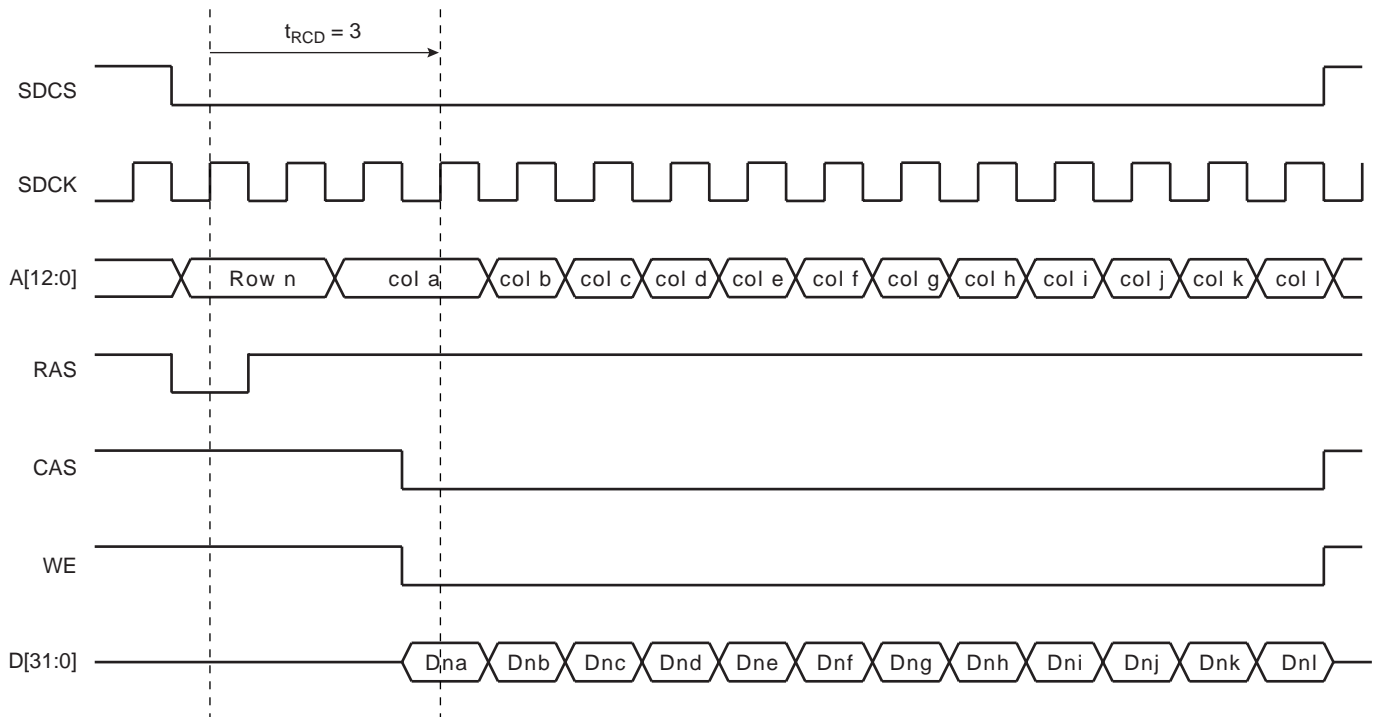 tRCD = 3
SDCS
SDCK
A[12:0] Row n col a col b col c col d col e col f col g col h col i col j col k col l
RAS
CAS
WE
D[31:0] Dna Dnb Dnc Dnd Dne Dnf Dng Dnh Dni Dnj Dnk Dnl